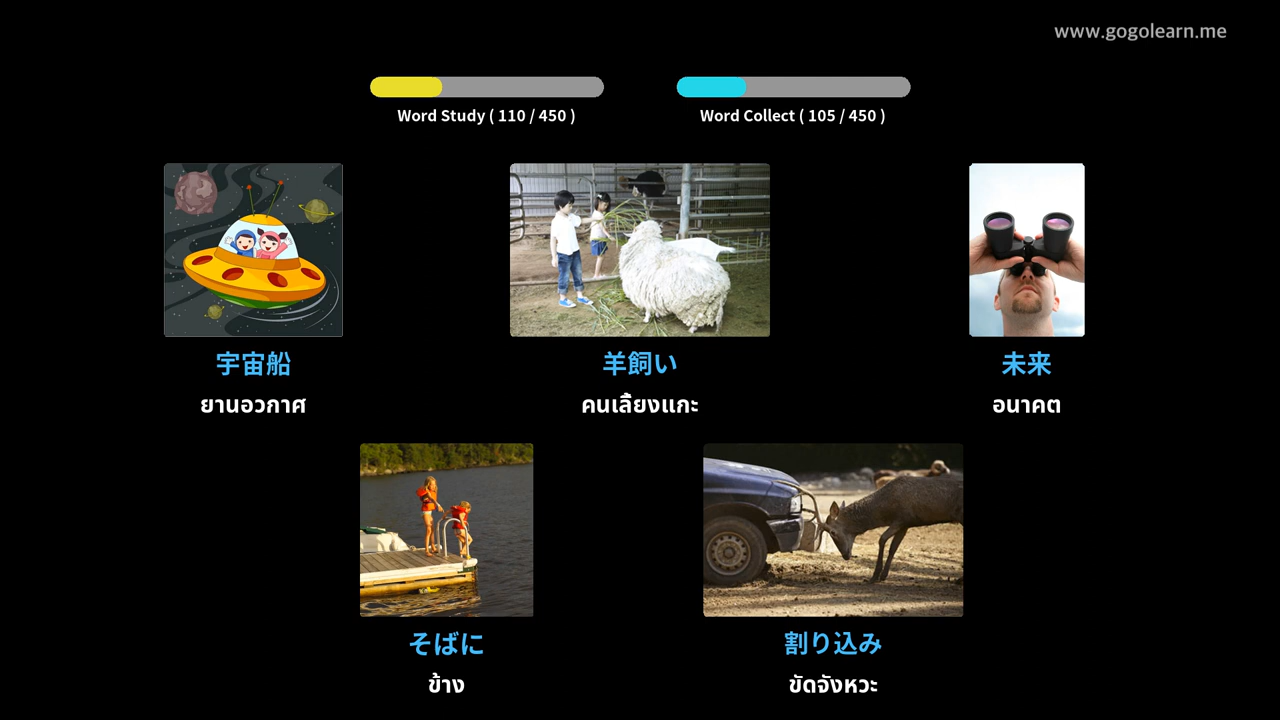 www.gogolearn.me
Word Study ( 110 / 450 )
Word Collect ( 105 / 450 )
宇宙船
羊飼い
未来
ยานอวกาศ
คนเลี้ยงแกะ
อนาคต
そばに
割り込み
ข้าง
ขัดจังหวะ